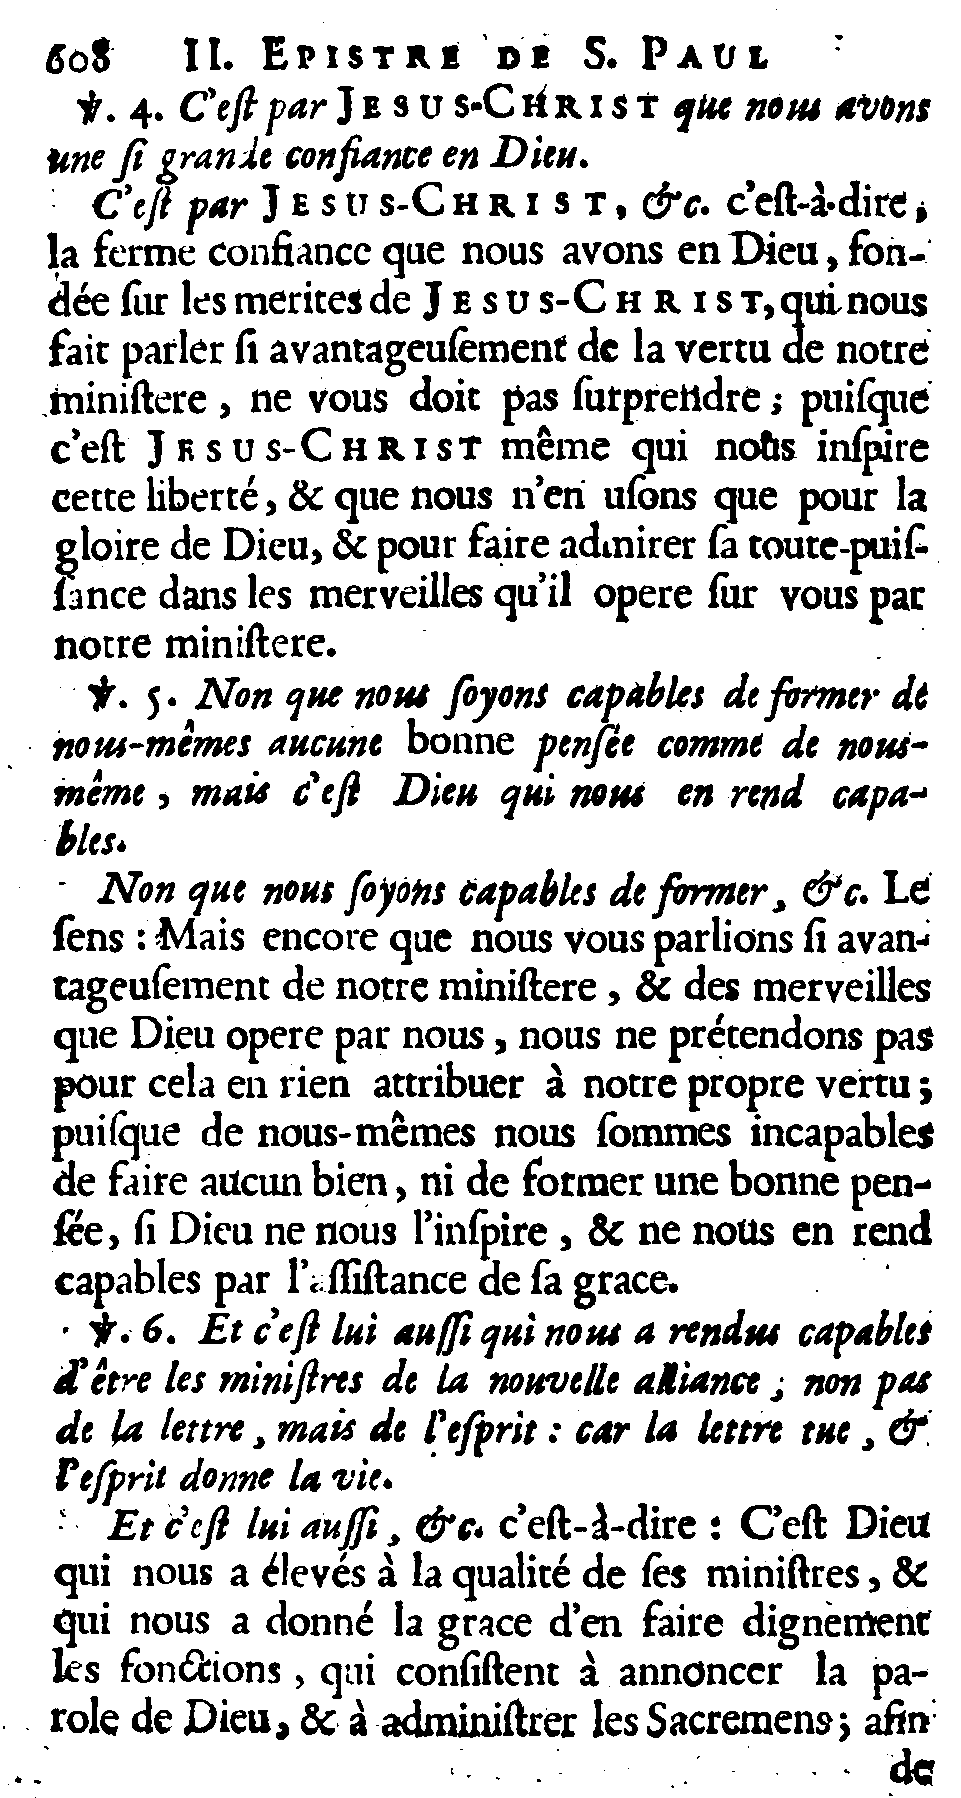 608 II. EPISTRE DE S. PAUL
℣. 4. C'eſt par JESUS-CHRIST que nous avons
une ſi grande confiance en Dieu.
C'eſt par JESUS-CHRIST, &c. c'eſt-à-dire,
la ferme confiance que nous avons en Dieu, fon-
dée ſur les merites de JESUS-CHRIST, qui nous
fait parler ſi avantageuſement de la vertu de notre
miniſtere, ne vous doit pas ſurprendre; puiſque
c'eſt JESUS-CHRIST même qui nous inſpire
cette liberté, & que nous n'en uſons que pour la
gloire de Dieu, & pour faire admirer ſa toute-puiſ-
ſance dans les merveilles qu'il opere ſur vous par
notre miniſtere.
℣. 5. Non que nous ſoyons capables de former de
nous-mêmes aucune bonne penſée comme de nous-
même, mais c'eſt Dieu qui nous en rend capa-
bles.
Non que nous ſoyons capables de former, &c. Le
ſens : Mais encore que nous vous parlions ſi avan-
tageuſement de notre miniſtere, & des merveilles
que Dieu opere par nous, nous ne prétendons pas
pour cela en rien attribuer à notre propre vertu;
puiſque de nous-mêmes nous ſommes incapables
de faire aucun bien, ni de former une bonne pen-
ſée, ſi Dieu ne nous l'inſpire, & ne nous en rend
capables par l'aſſiſtance de ſa grace.
℣. 6. Et c'eſt lui auſſi qui nous a rendus capables
d'être les miniſtres de la nouvelle alliance; non pas
de la lettre, mais de l'eſprit : car la lettre tue, &
l'eſprit donne la vie.
Et c'eſt lui auſſi, &c. c'eſt-à-dire : C'eſt Dieu
qui nous a élevés à la qualité de ſes miniſtres, &
qui nous a donné la grace d'en faire dignement
les fonctions, qui conſiſtent à annoncer la pa-
role de Dieu, & à adminiſtrer les Sacremens; afin
de